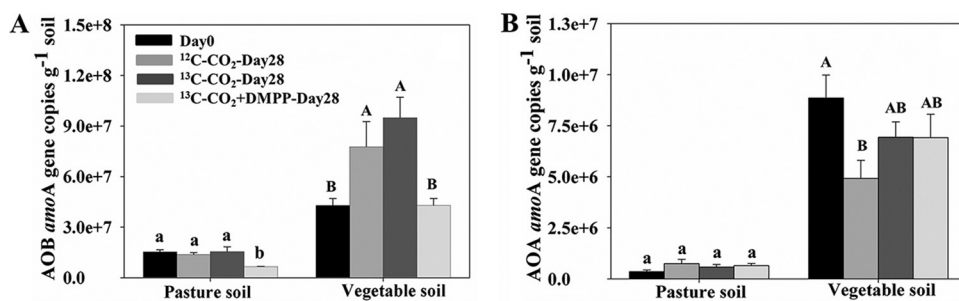 A
AOB amoA gene copies g⁻¹ soil
1.5e+8
1.2e+8
9.0e+7
6.0e+7
3.0e+7
0.0
Day0
¹²C-CO₂-Day28
¹³C-CO₂-Day28
¹³C-CO₂+DMPP-Day28
a a a b
B A A B
Pasture soil Vegetable soil
B
AOA amoA gene copies g⁻¹ soil
1.3e+7
1.0e+7
7.5e+6
5.0e+6
2.5e+6
0.0
a a a a
A B AB AB
Pasture soil Vegetable soil